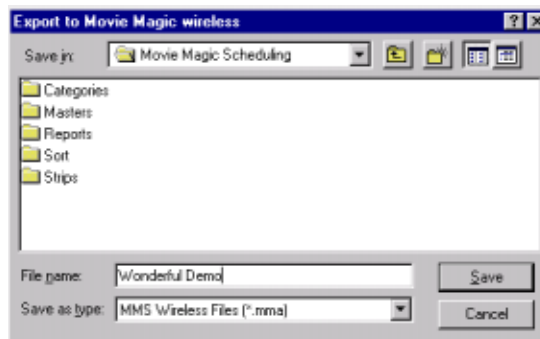 Export to Movie Magic wireless
Save in: Movie Magic Scheduling
Categories
Masters
Reports
Sort
Strips
File name: Wonderful Demo
Save
Save as type: MMS Wireless Files (*.mma)
Cancel